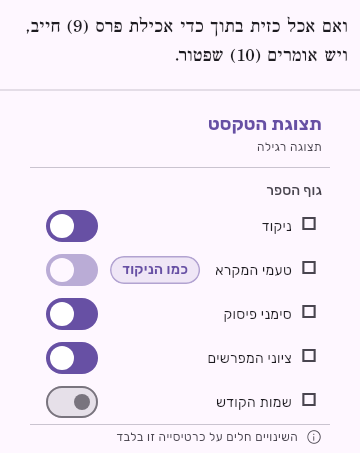 ואם אכל כזית בתוך כדי אכילת פרס (9) חייב,
ויש אומרים (10) שפטור.
תצוגת הטקסט
תצוגה רגילה
גוף הספר
ניקוד
טעמי המקרא כמו הניקוד
סימני פיסוק
ציוני המפרשים
שמות הקודש
השינויים חלים על כרטיסייה זו בלבד